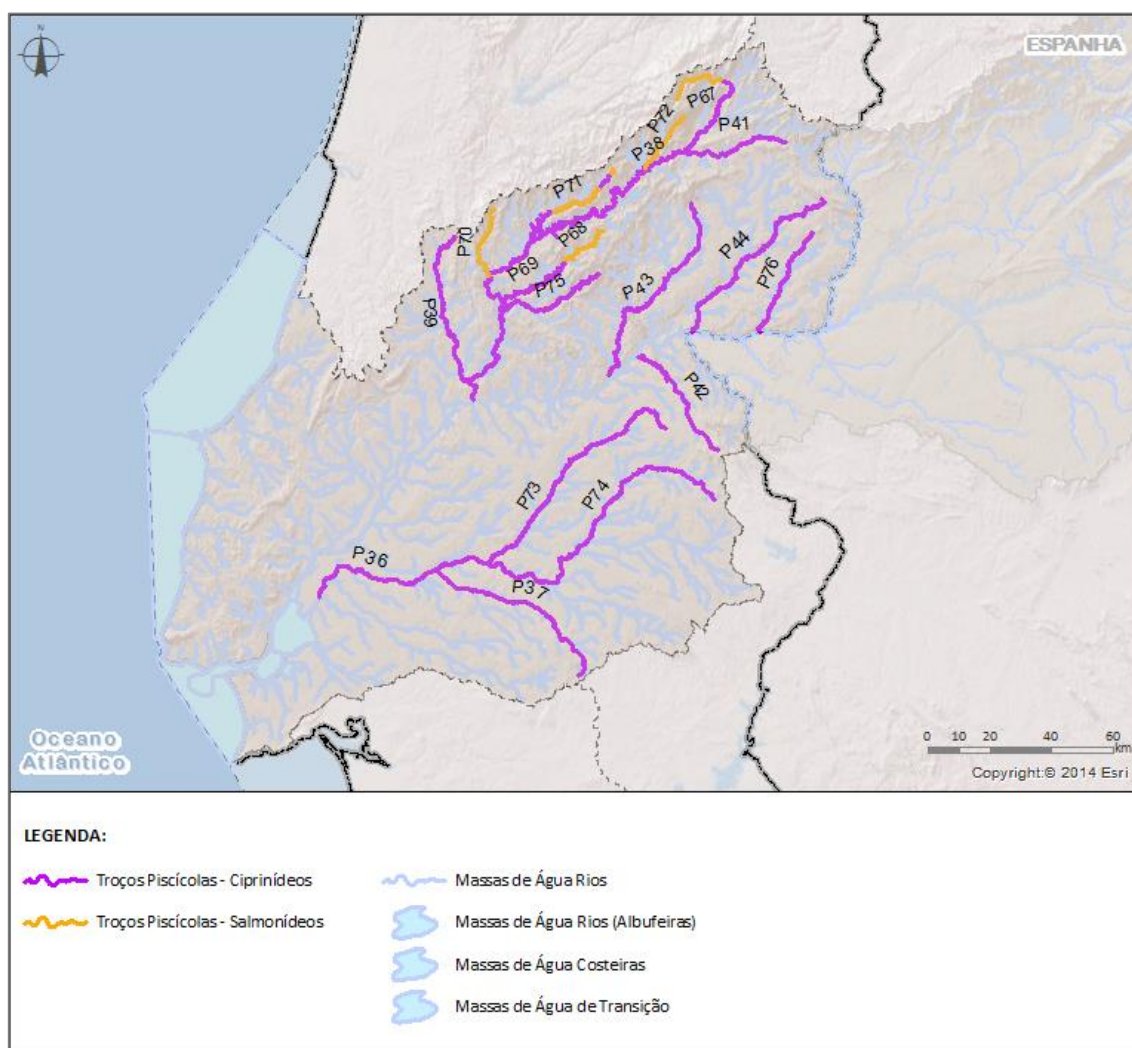 N
ESPANHA
P67
P72
P41
P38
P71
P70
P68
P69
P75
P39
P43
P44
P76
P42
P73
P74
P36
P37
Oceano
Atlântico
0 10 20 40 60
km
Copyright:© 2014 Esri
LEGENDA:
Troços Piscícolas - Ciprinídeos
Massas de Água Rios
Troços Piscícolas - Salmonídeos
Massas de Água Rios (Albufeiras)
Massas de Água Costeiras
Massas de Água de Transição